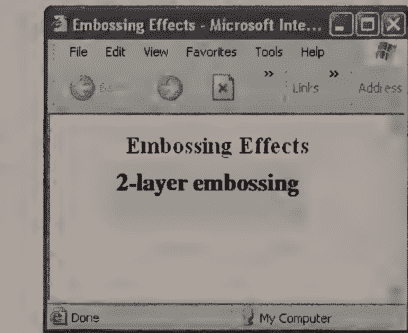 Embossing Effects - Microsoft Inte...
File Edit View Favorites Tools Help
» Links » Address
Embossing Effects
2-layer embossing
Done My Computer